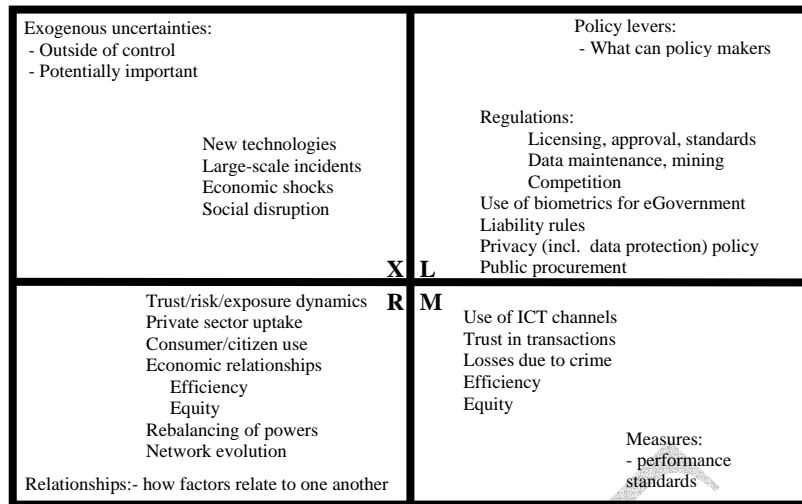 Exogenous uncertainties:
- Outside of control
- Potentially important
New technologies
Large-scale incidents
Economic shocks
Social disruption
X
Policy levers:
- What can policy makers
Regulations:
Licensing, approval, standards
Data maintenance, mining
Competition
Use of biometrics for eGovernment
Liability rules
Privacy (incl. data protection) policy
Public procurement
L
R
Trust/risk/exposure dynamics
Private sector uptake
Consumer/citizen use
Economic relationships
Efficiency
Equity
Rebalancing of powers
Network evolution
Relationships:- how factors relate to one another
M
Use of ICT channels
Trust in transactions
Losses due to crime
Efficiency
Equity
Measures:
- performance
standards